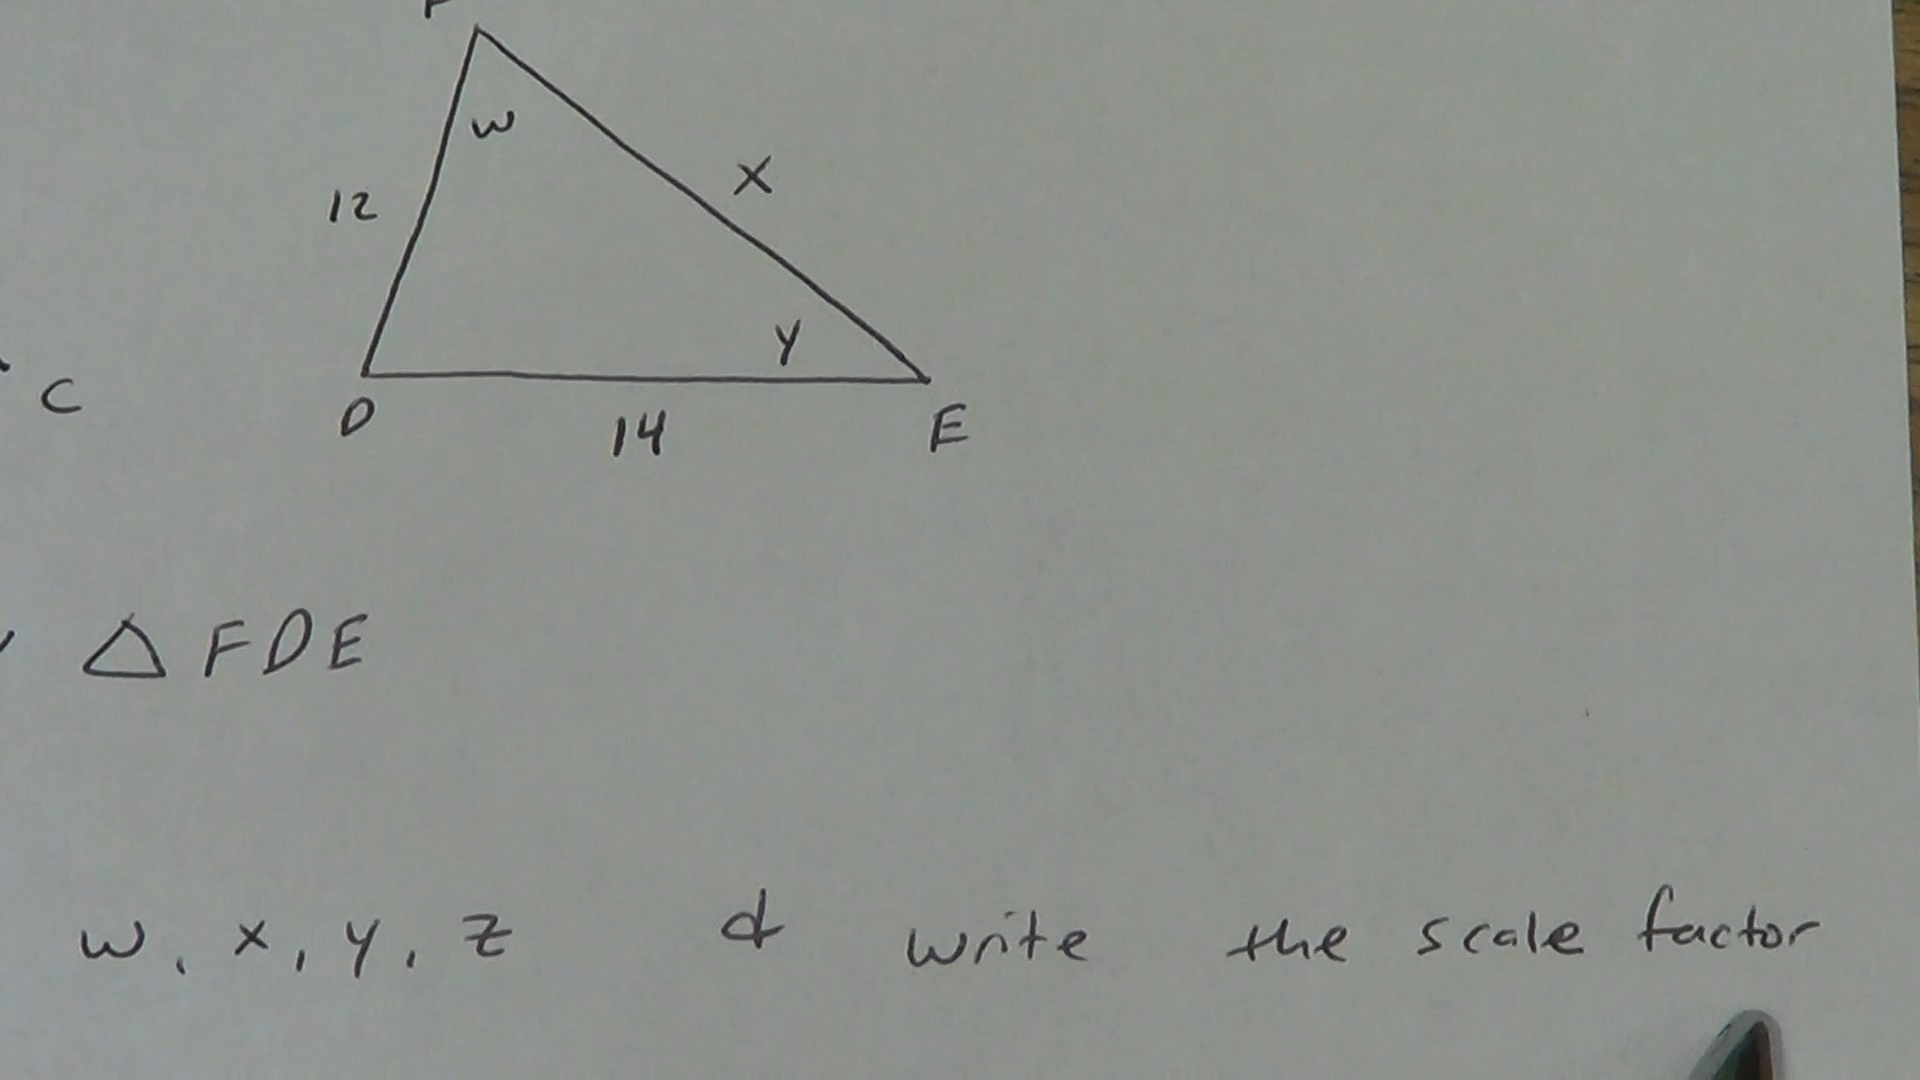 w
x
12
y
C
D
14
E
△ FDE
w, x, y, z & write the scale factor